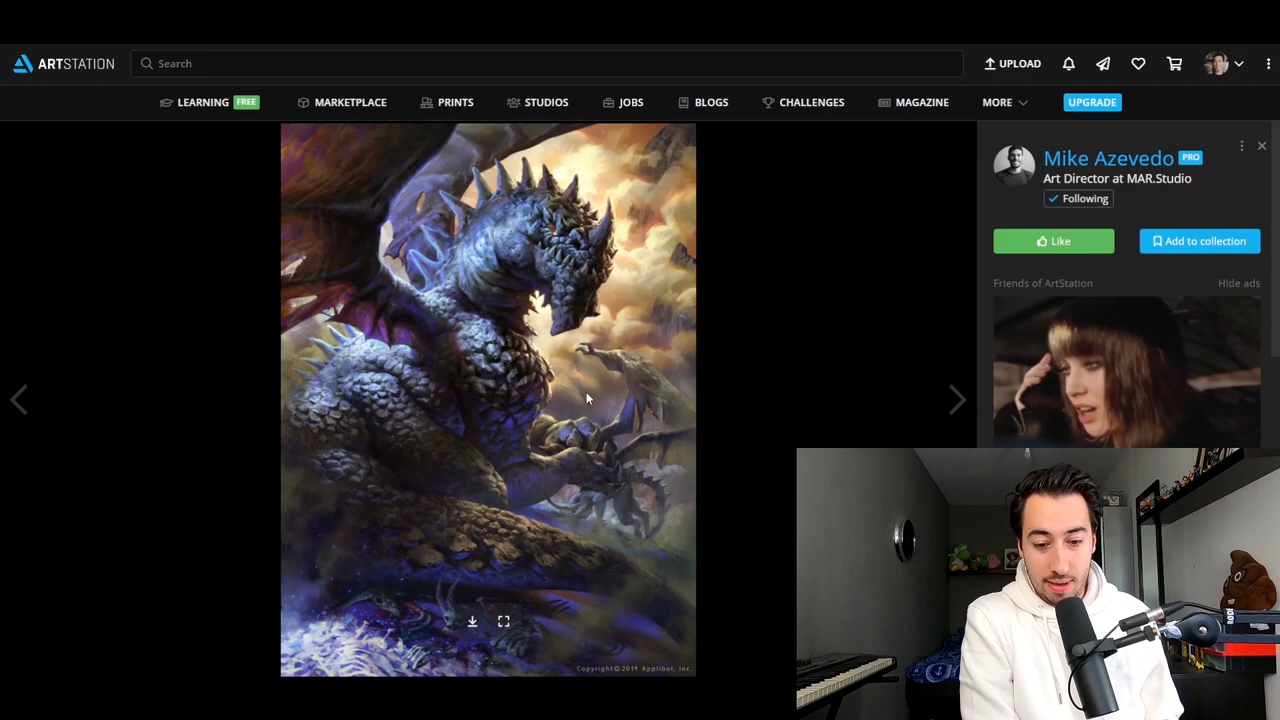 ARTSTATION
Search
UPLOAD
LEARNING FREE MARKETPLACE PRINTS STUDIOS JOBS BLOGS CHALLENGES MAGAZINE MORE UPGRADE
Mike Azevedo PRO
Art Director at MAR.Studio
Following
Like Add to collection
Friends of ArtStation Hide ads
Copyright©2014 Applibot, Inc.